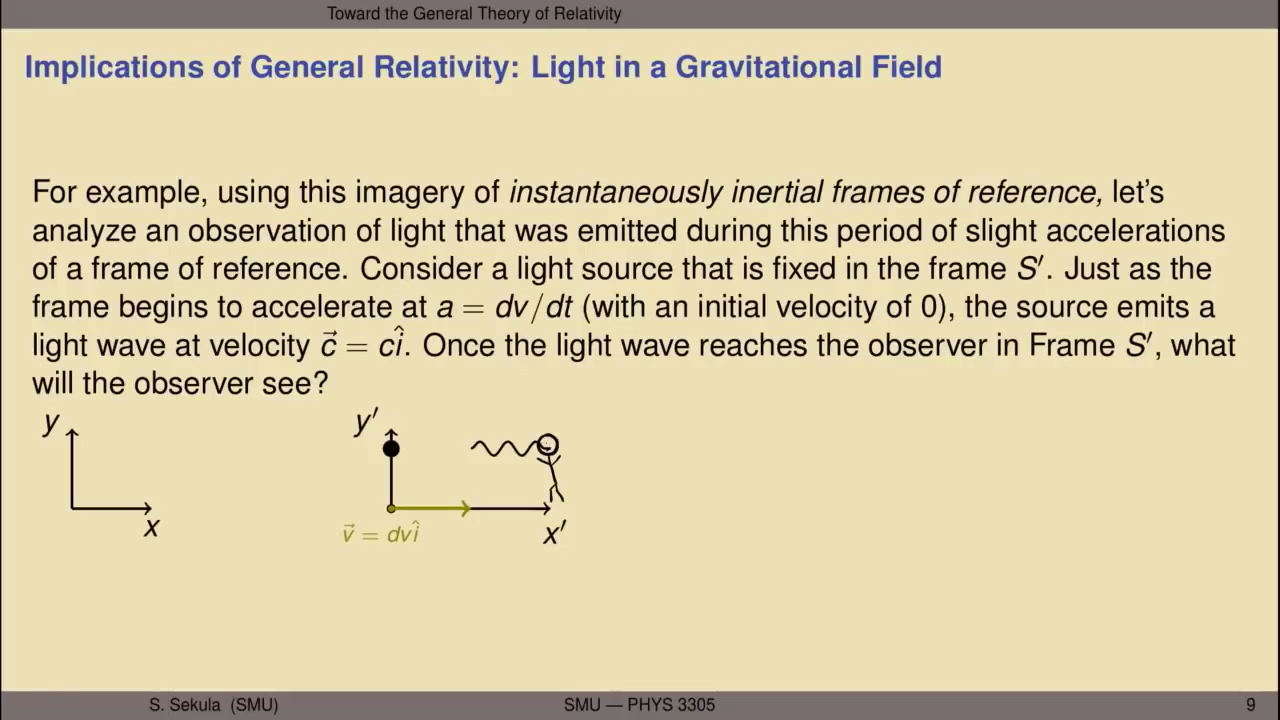 Toward the General Theory of Relativity
Implications of General Relativity: Light in a Gravitational Field
For example, using this imagery of instantaneously inertial frames of reference, let's
analyze an observation of light that was emitted during this period of slight accelerations
of a frame of reference. Consider a light source that is fixed in the frame S′. Just as the
frame begins to accelerate at a = dv/dt (with an initial velocity of 0), the source emits a
light wave at velocity c⃗ = cî. Once the light wave reaches the observer in Frame S′, what
will the observer see?
y
y′
x
v⃗ = dvî
x′
S. Sekula (SMU)
SMU — PHYS 3305
9